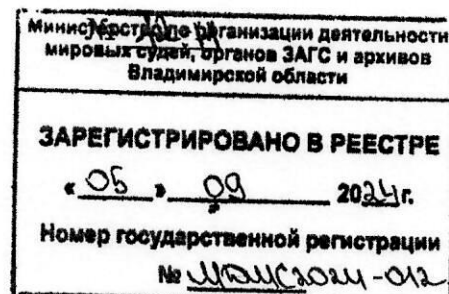 Министерство по организации деятельности
мировых судей, органов ЗАГС и архивов
Владимирской области
ЗАРЕГИСТРИРОВАНО В РЕЕСТРЕ
« 05 » 09 2024г.
Номер государственной регистрации
№ МЮМС2024-012